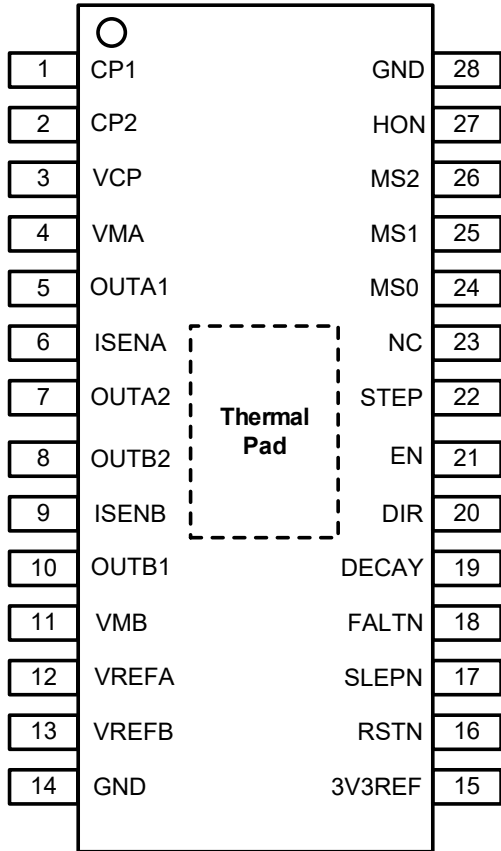 1 CP1 GND 28
2 CP2 HON 27
3 VCP MS2 26
4 VMA MS1 25
5 OUTA1 MS0 24
6 ISENA NC 23
7 OUTA2 STEP 22
Thermal
Pad
8 OUTB2 EN 21
9 ISENB DIR 20
10 OUTB1 DECAY 19
11 VMB FALTN 18
12 VREFA SLEPN 17
13 VREFB RSTN 16
14 GND 3V3REF 15